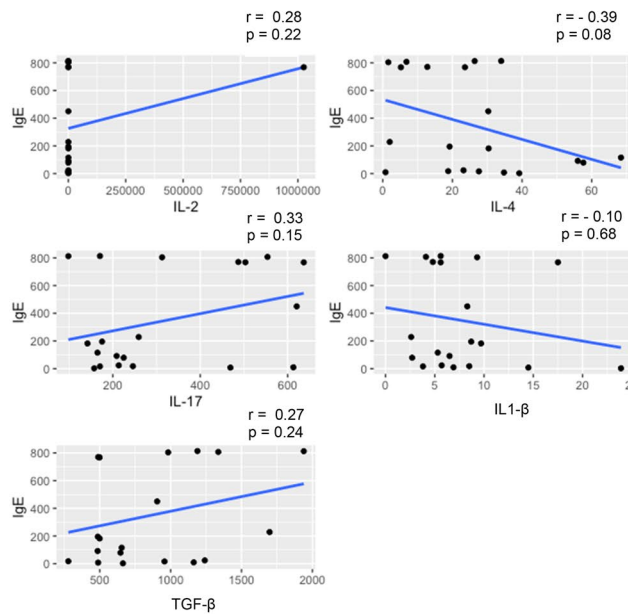 r = 0.28
p = 0.22
800
600
400
200
0
IgE
0
250000
500000
750000
1000000
IL-2
r = - 0.39
p = 0.08
800
600
400
200
0
IgE
0
20
40
60
IL-4
r = 0.33
p = 0.15
800
600
400
200
0
IgE
200
400
600
IL-17
r = - 0.10
p = 0.68
800
600
400
200
0
IgE
0
5
10
15
20
IL1-β
r = 0.27
p = 0.24
800
600
400
200
0
IgE
500
1000
1500
2000
TGF-β